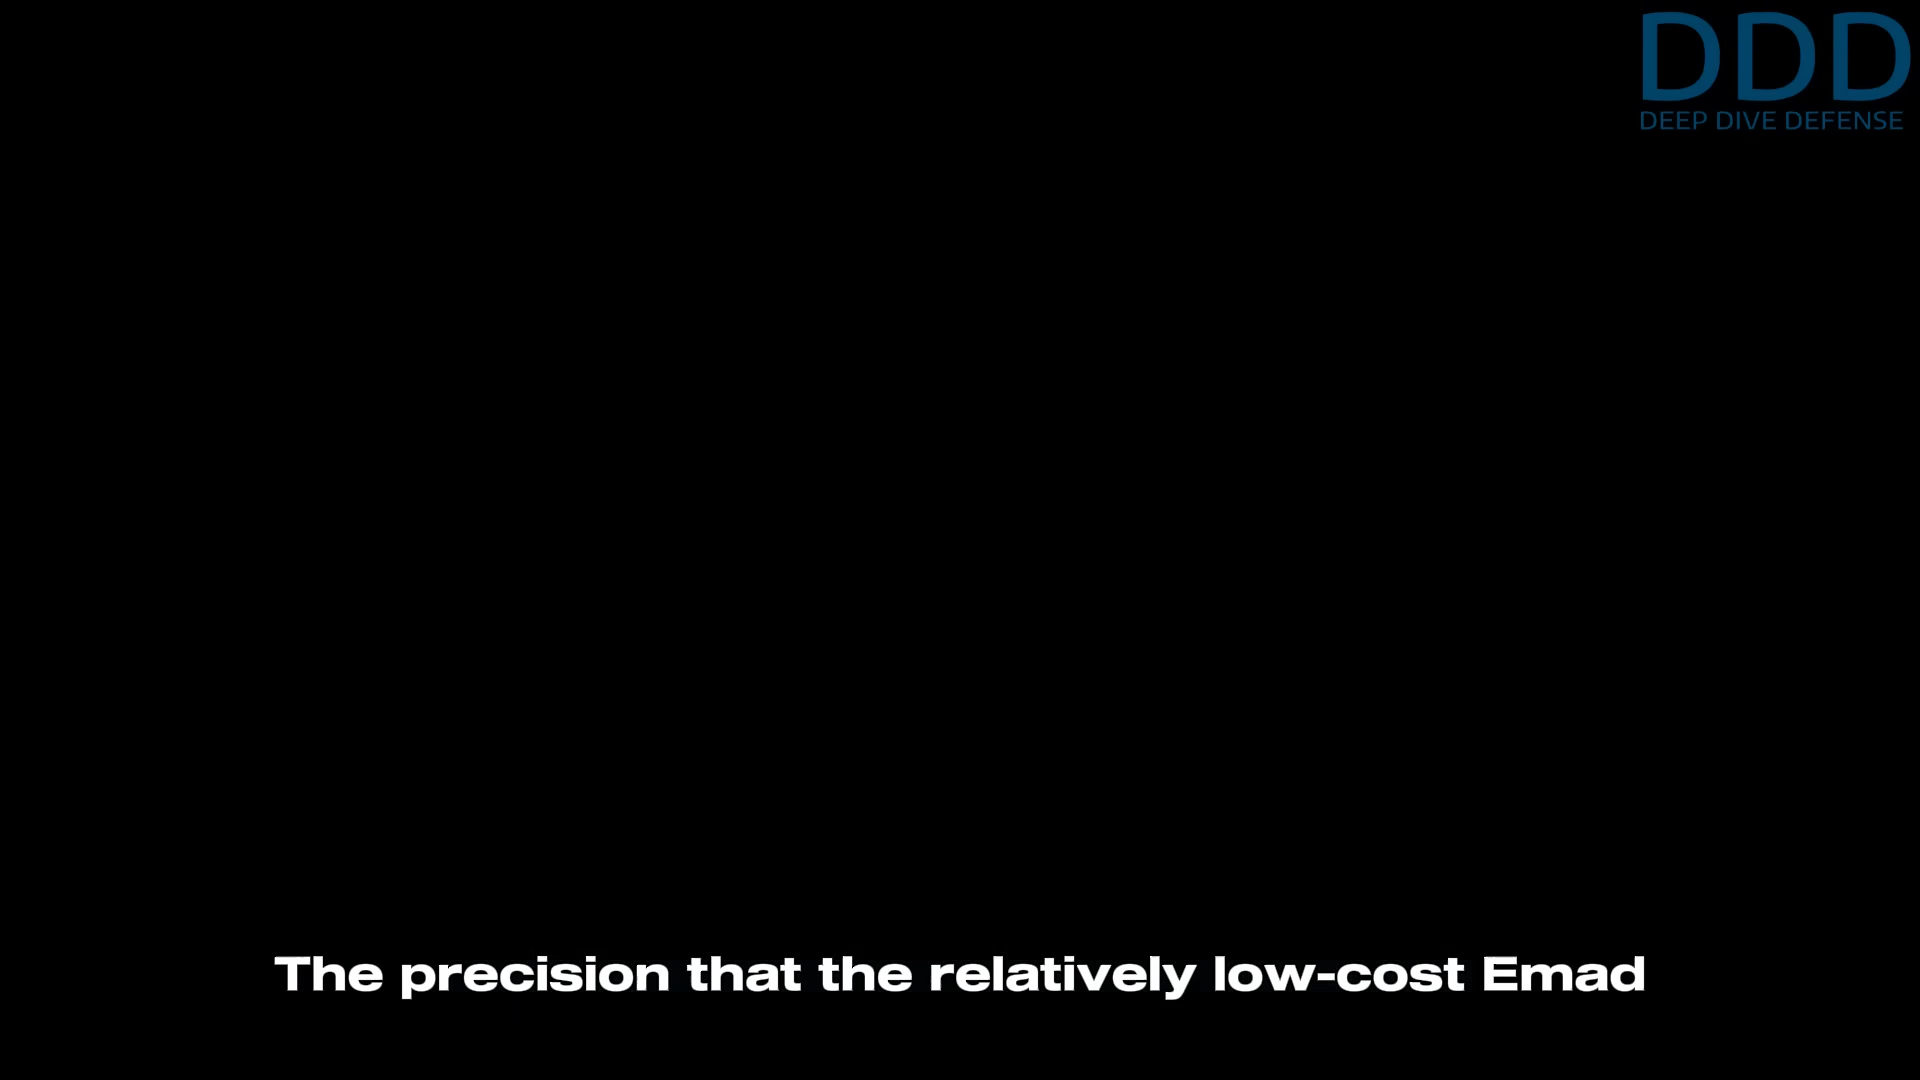 DDD
DEEP DIVE DEFENSE
The precision that the relatively low-cost Emad